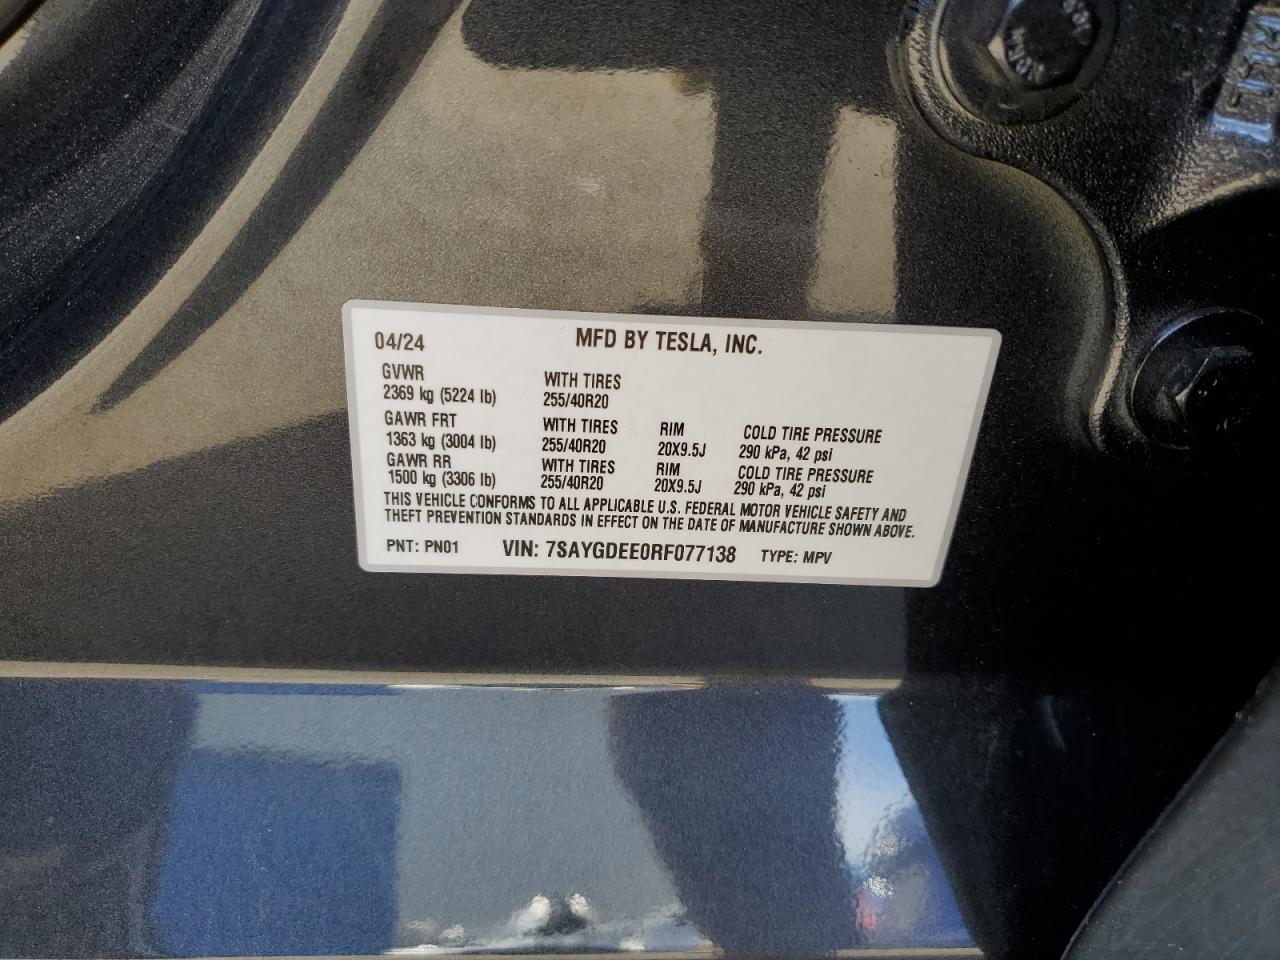 04/24 MFD BY TESLA, INC.
GVWR
2369 kg (5224 lb)
WITH TIRES
255/40R20
GAWR FRT
1363 kg (3004 lb)
WITH TIRES
255/40R20
RIM
20X9.5J
COLD TIRE PRESSURE
290 kPa, 42 psi
GAWR RR
1500 kg (3306 lb)
WITH TIRES
255/40R20
RIM
20X9.5J
COLD TIRE PRESSURE
290 kPa, 42 psi
THIS VEHICLE CONFORMS TO ALL APPLICABLE U.S. FEDERAL MOTOR VEHICLE SAFETY AND
THEFT PREVENTION STANDARDS IN EFFECT ON THE DATE OF MANUFACTURE SHOWN ABOVE.
PNT: PN01 VIN: 7SAYGDEE0RF077138 TYPE: MPV